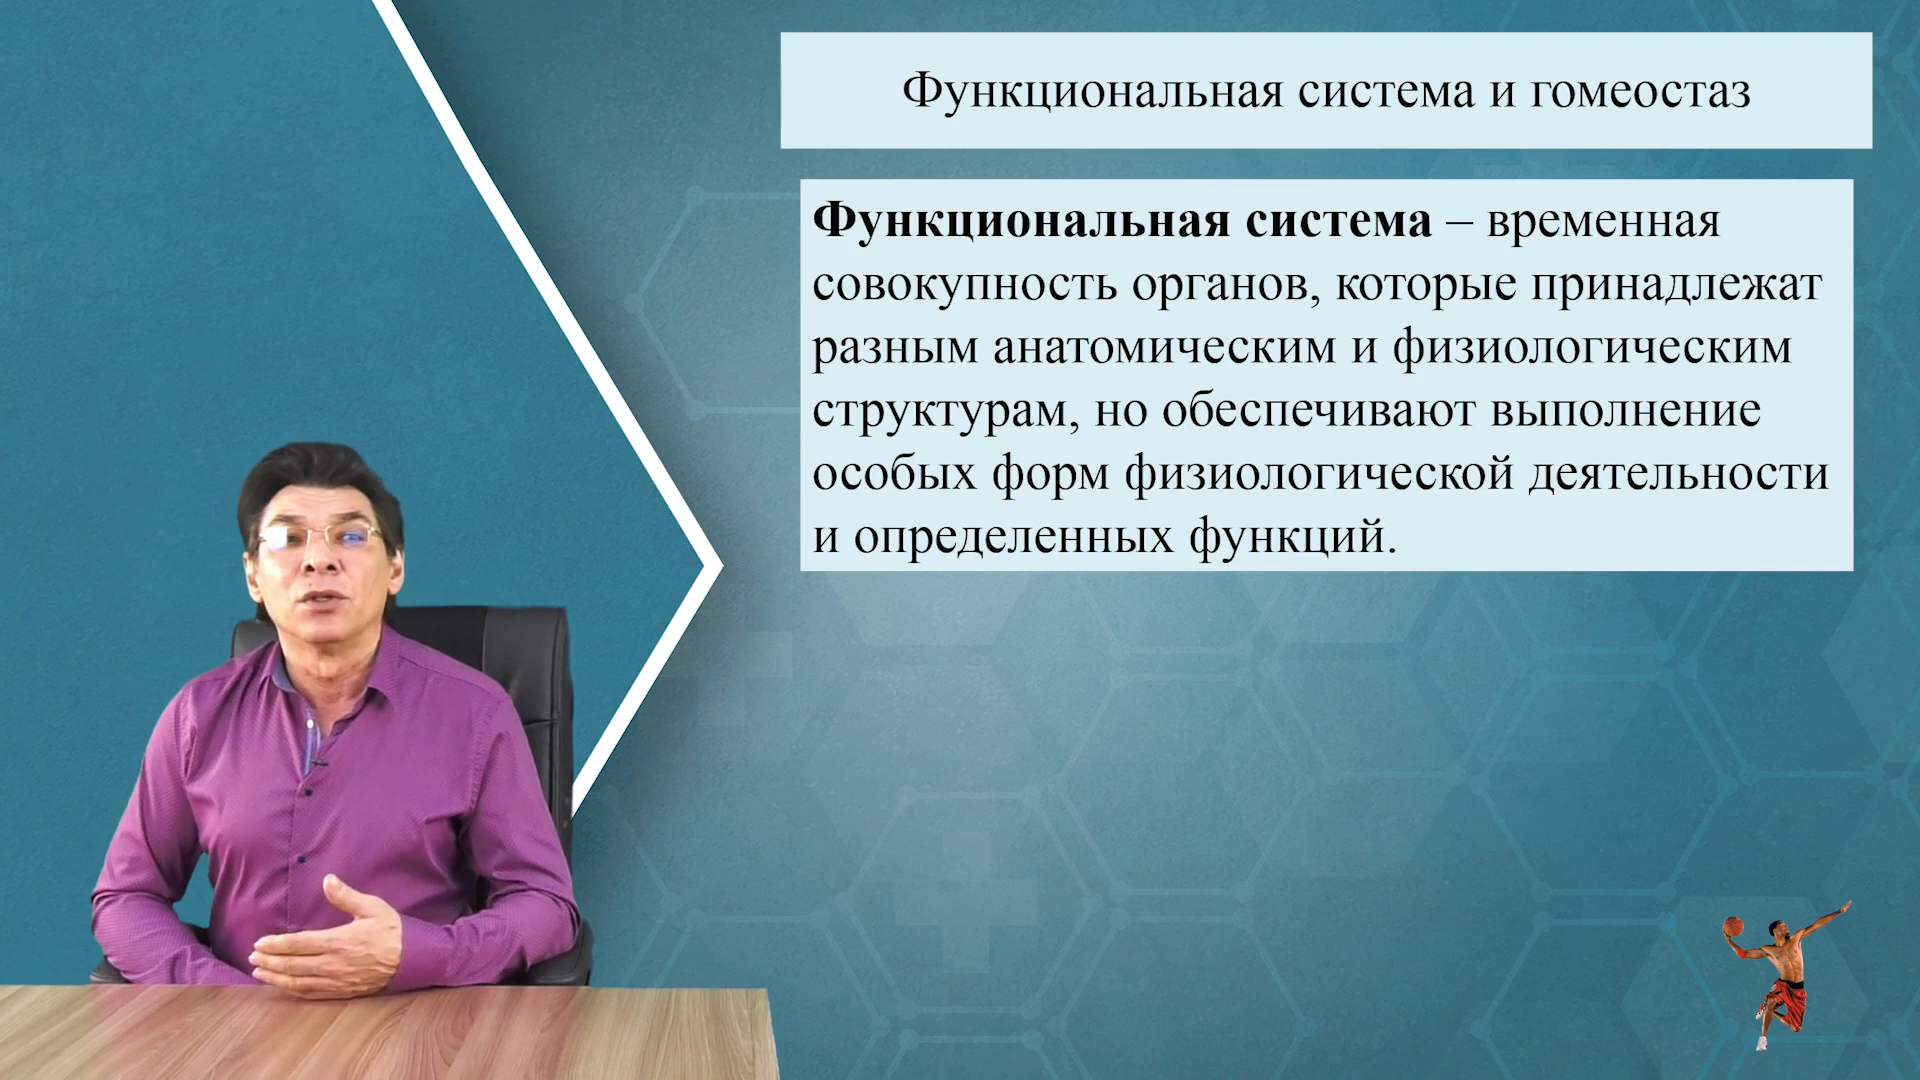 Функциональная система и гомеостаз
Функциональная система – временная
совокупность органов, которые принадлежат
разным анатомическим и физиологическим
структурам, но обеспечивают выполнение
особых форм физиологической деятельности
и определенных функций.